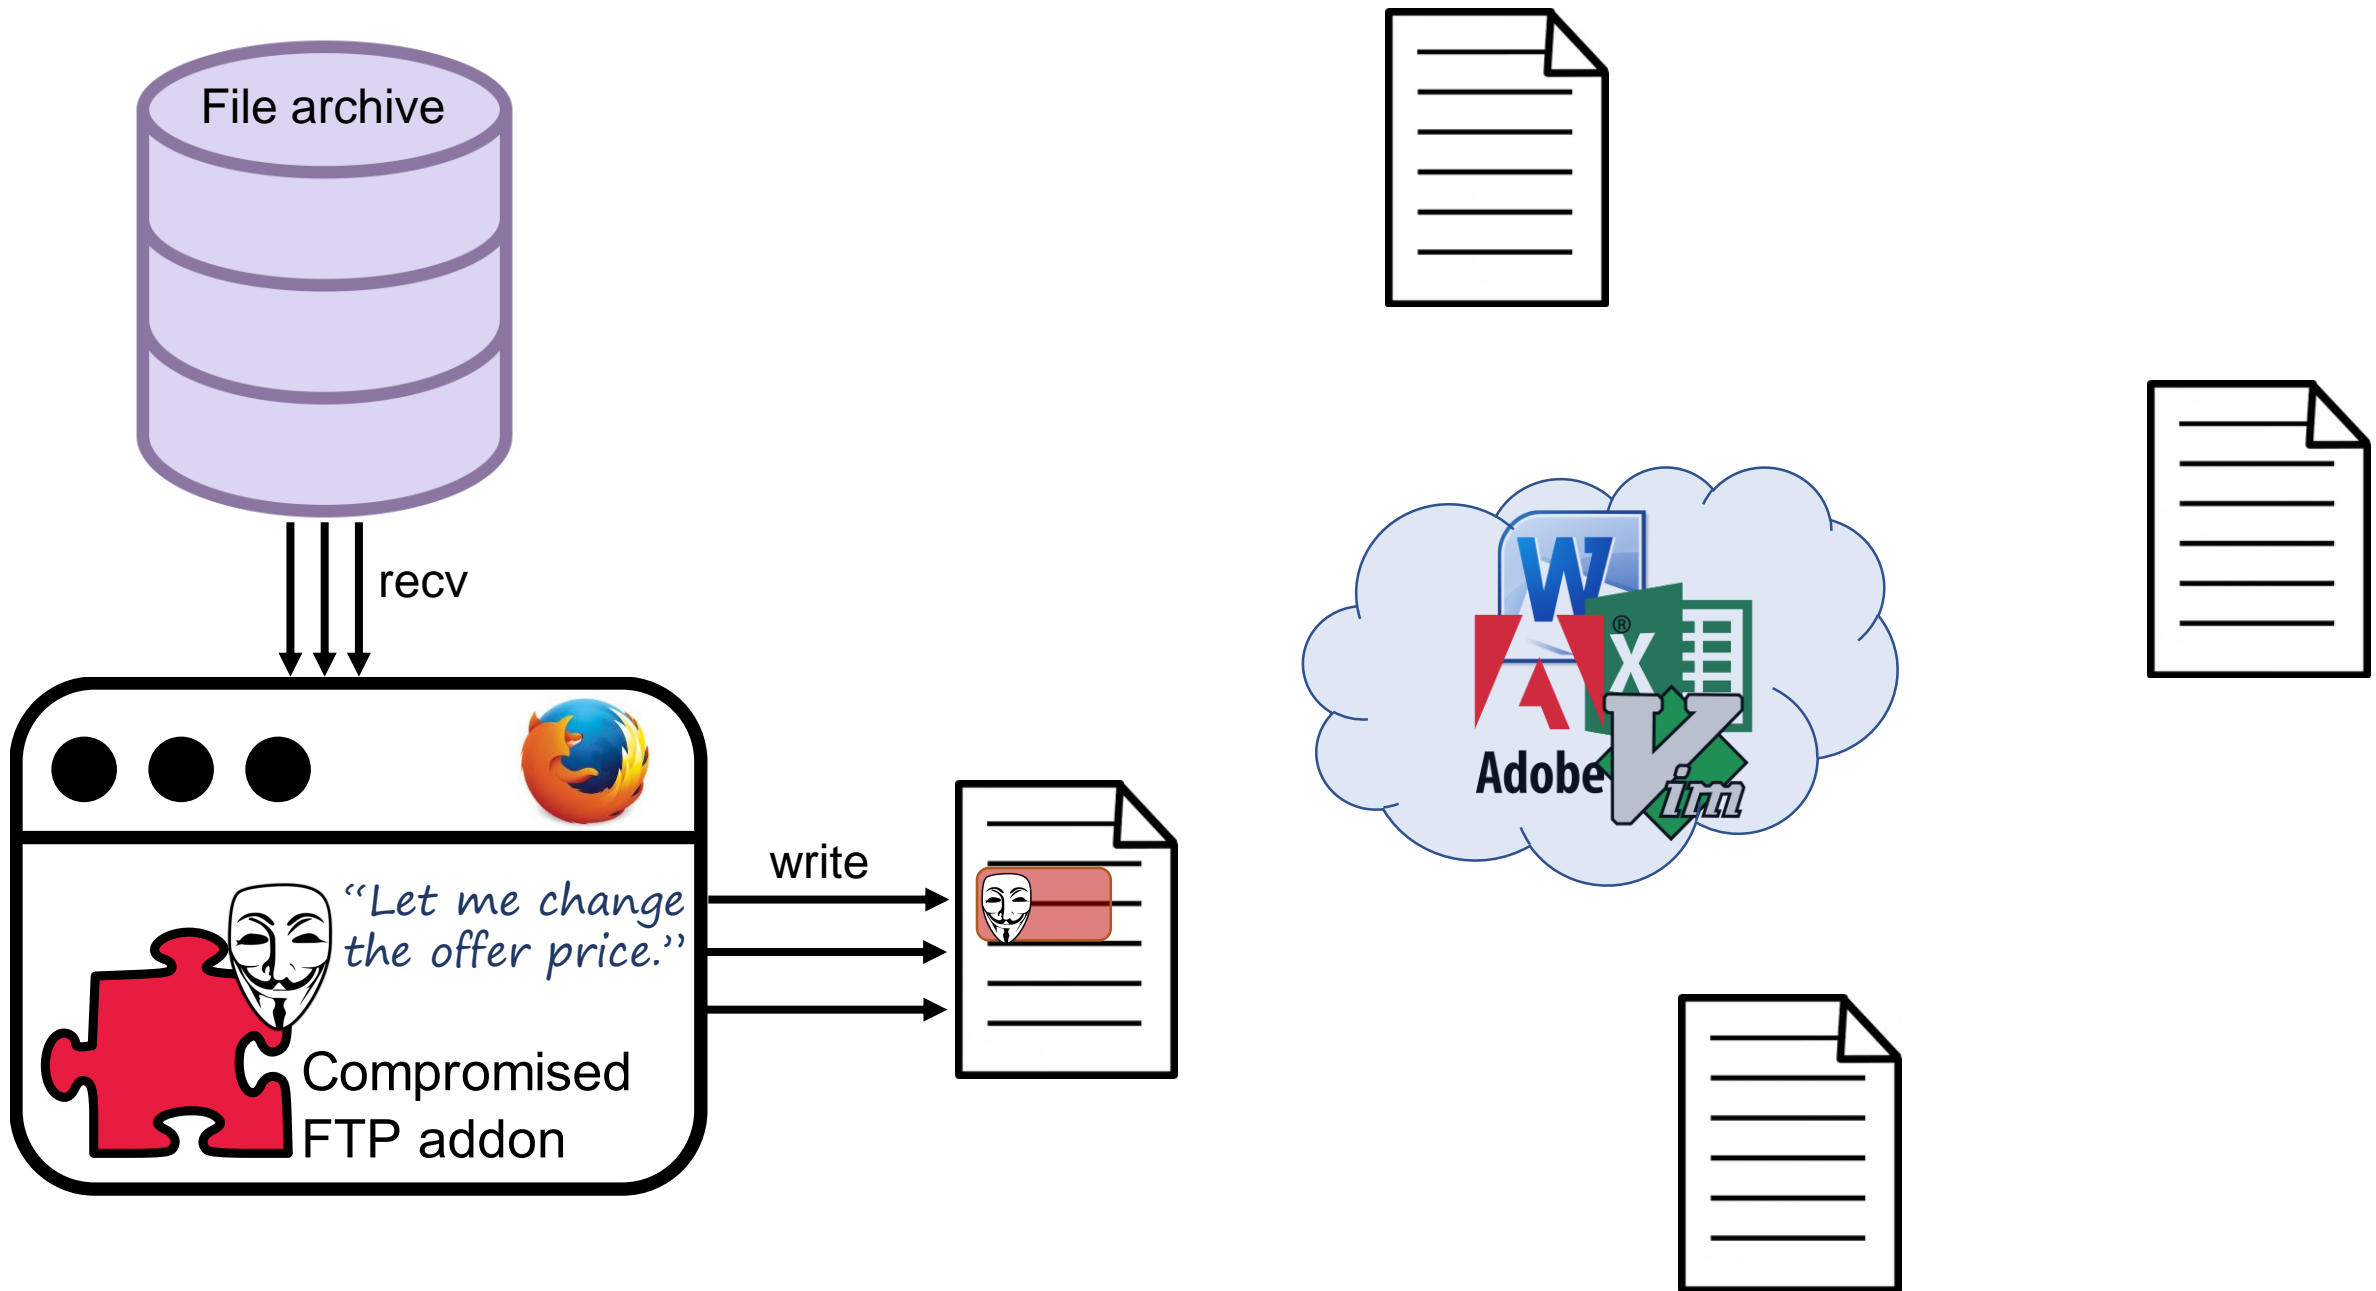 File archive
recv
“Let me change
the offer price.”
Compromised
FTP addon
write
W
®
X
Adobe
Vim